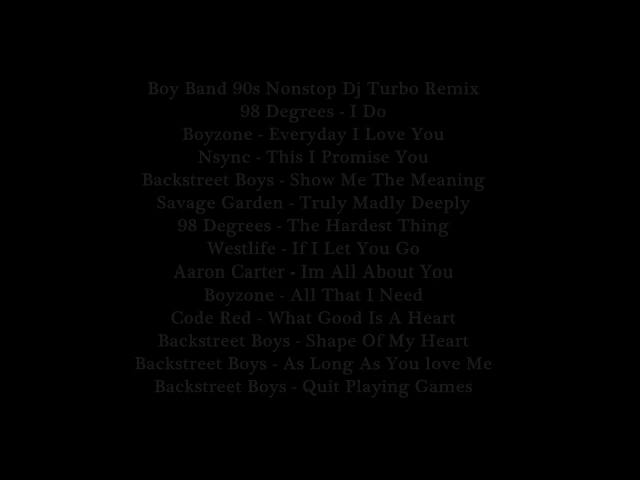 Boy Band 90s Nonstop Dj Turbo Remix
98 Degrees - I Do
Boyzone - Everyday I Love You
Nsync - This I Promise You
Backstreet Boys - Show Me The Meaning
Savage Garden - Truly Madly Deeply
98 Degrees - The Hardest Thing
Westlife - If I Let You Go
Aaron Carter - Im All About You
Boyzone - All That I Need
Code Red - What Good Is A Heart
Backstreet Boys - Shape Of My Heart
Backstreet Boys - As Long As You love Me
Backstreet Boys - Quit Playing Games